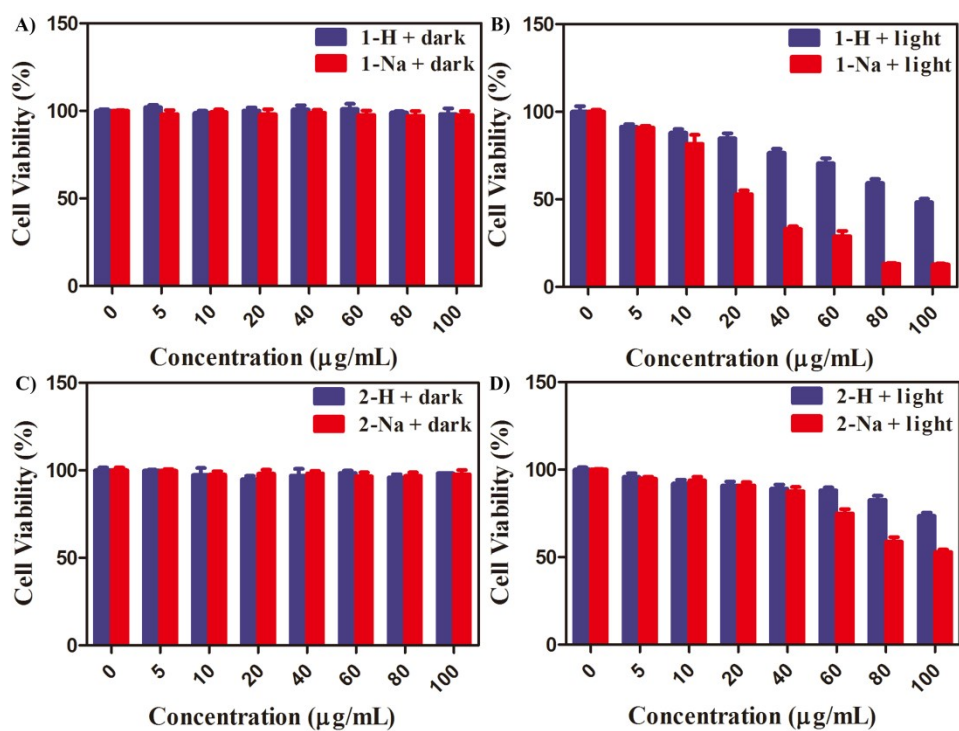 A)
150
100
50
0
Cell Viability (%)
1-H + dark
1-Na + dark
0 5 10 20 40 60 80 100
Concentration (μg/mL)
B)
150
100
50
0
Cell Viability (%)
1-H + light
1-Na + light
0 5 10 20 40 60 80 100
Concentration (μg/mL)
C)
150
100
50
0
Cell Viability (%)
2-H + dark
2-Na + dark
0 5 10 20 40 60 80 100
Concentration (μg/mL)
D)
150
100
50
0
Cell Viability (%)
2-H + light
2-Na + light
0 5 10 20 40 60 80 100
Concentration (μg/mL)